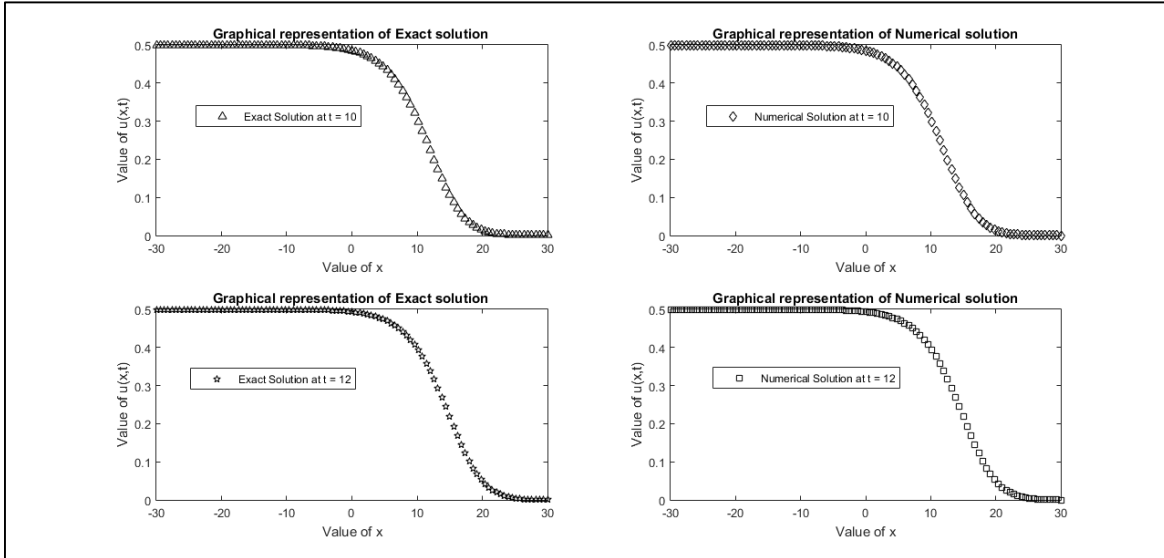 Graphical representation of Exact solution
0.5
0.4
0.3
0.2
0.1
0
Value of u(x,t)
Exact Solution at t = 10
-30 -20 -10 0 10 20 30
Value of x
Graphical representation of Numerical solution
0.5
0.4
0.3
0.2
0.1
0
Value of u(x,t)
Numerical Solution at t = 10
-30 -20 -10 0 10 20 30
Value of x
Graphical representation of Exact solution
0.5
0.4
0.3
0.2
0.1
0
Value of u(x,t)
Exact Solution at t = 12
-30 -20 -10 0 10 20 30
Value of x
Graphical representation of Numerical solution
0.5
0.4
0.3
0.2
0.1
0
Value of u(x,t)
Numerical Solution at t = 12
-30 -20 -10 0 10 20 30
Value of x